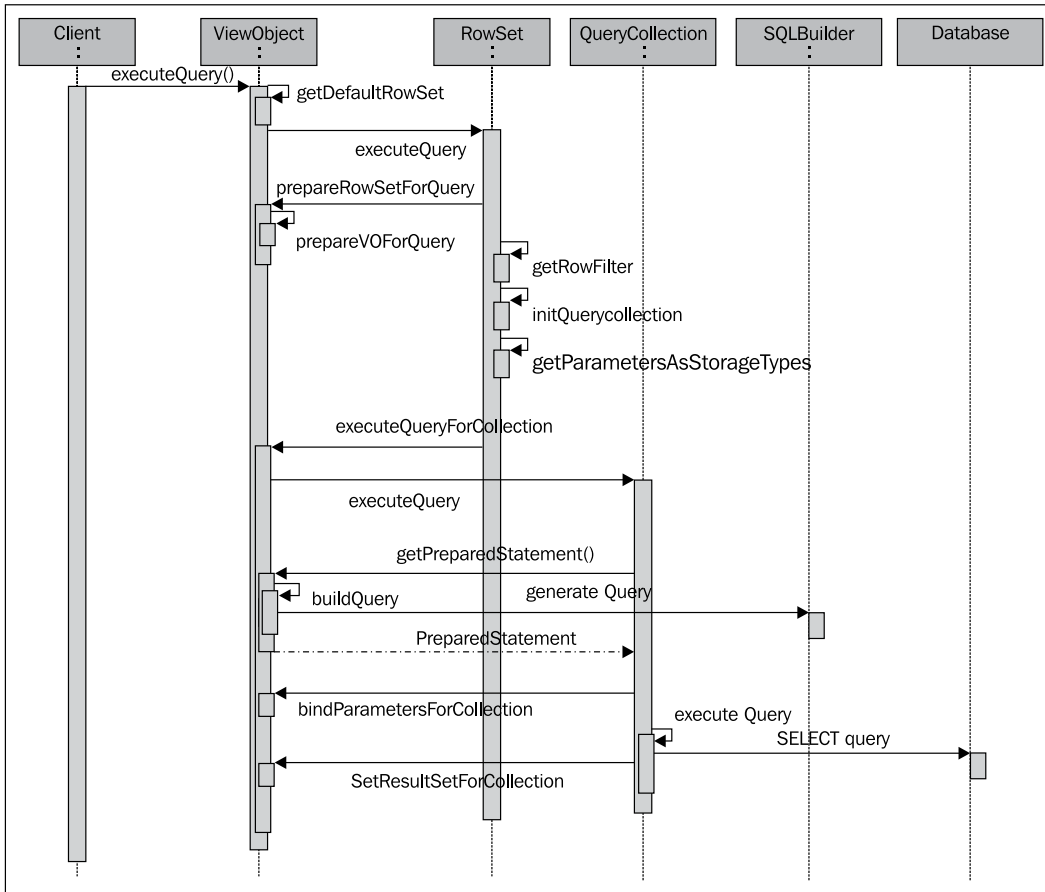 Client
ViewObject
RowSet
QueryCollection
SQLBuilder
Database
executeQuery()
getDefaultRowSet
executeQuery
prepareRowSetForQuery
prepareVOForQuery
getRowFilter
initQuerycollection
getParametersAsStorageTypes
executeQueryForCollection
executeQuery
getPreparedStatement()
buildQuery
generate Query
PreparedStatement
bindParametersForCollection
execute Query
SELECT query
SetResultSetForCollection